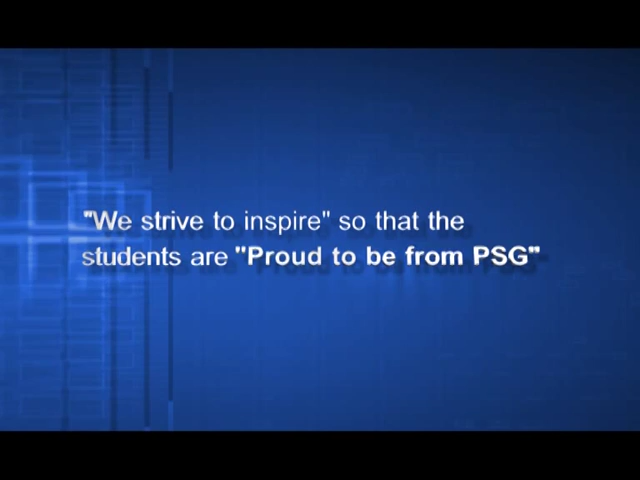 "We strive to inspire" so that the
students are "Proud to be from PSG"